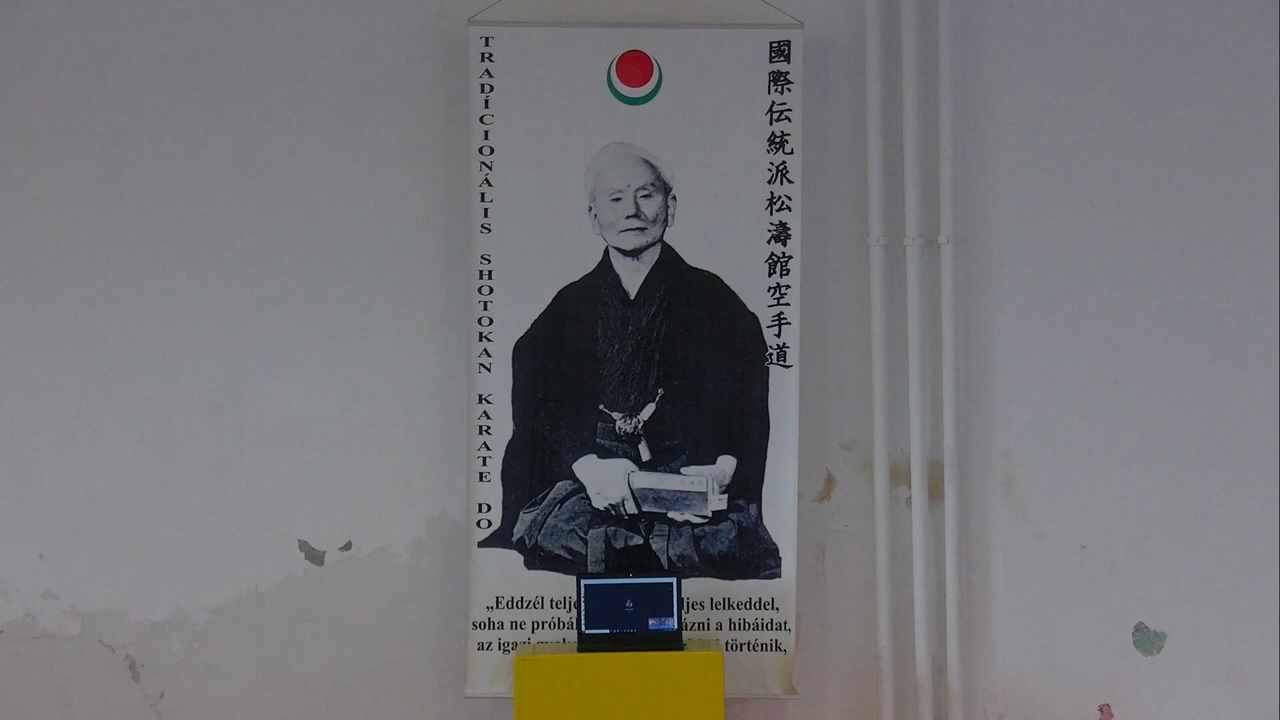 TRADÍCIONÁLIS SHOTOKAN KARATE DO
國際伝統派松濤館空手道
„Eddzél lelkeddel,
soha ne a hibáidat,
az történik,